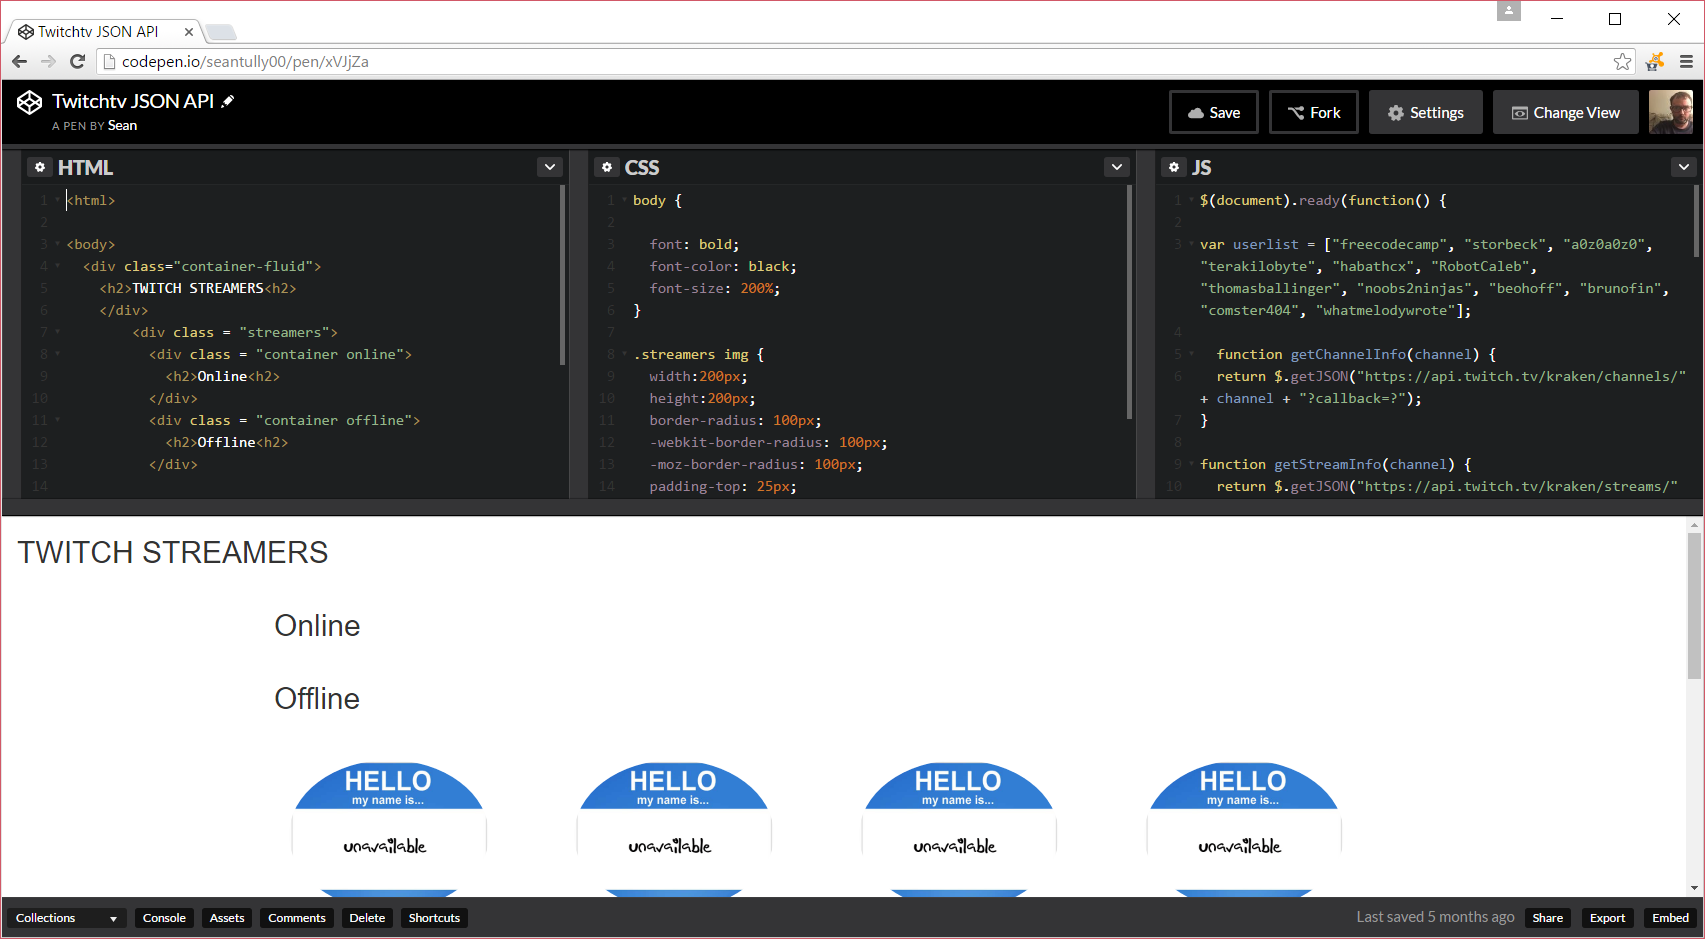 Twitchtv JSON API
codepen.io/seantully00/pen/xVJjZa
Twitchtv JSON API
A PEN BY Sean
Save
Fork
Settings
Change View
HTML
1 <html>
2
3 <body>
4 <div class="container-fluid">
5 <h2>TWITCH STREAMERS<h2>
6 </div>
7 <div class = "streamers">
8 <div class = "container online">
9 <h2>Online<h2>
10 </div>
11 <div class = "container offline">
12 <h2>Offline<h2>
13 </div>
14
CSS
1 body {
2
3 font: bold;
4 font-color: black;
5 font-size: 200%;
6 }
7
8 .streamers img {
9 width:200px;
10 height:200px;
11 border-radius: 100px;
12 -webkit-border-radius: 100px;
13 -moz-border-radius: 100px;
14 padding-top: 25px;
JS
1 $(document).ready(function() {
2
3 var userlist = ["freecodecamp", "storbeck", "a0z0a0z0",
"terakilobyte", "habathcx", "RobotCaleb",
"thomasballinger", "noobs2ninjas", "beohoff", "brunofin",
"comster404", "whatmelodywrote"];
4
5 function getChannelInfo(channel) {
6 return $.getJSON("https://api.twitch.tv/kraken/channels/"
+ channel + "?callback=?");
7 }
8
9 function getStreamInfo(channel) {
10 return $.getJSON("https://api.twitch.tv/kraken/streams/"
TWITCH STREAMERS
Online
Offline
HELLO
my name is...
unavailable
HELLO
my name is...
unavailable
HELLO
my name is...
unavailable
HELLO
my name is...
unavailable
Collections
Console
Assets
Comments
Delete
Shortcuts
Last saved 5 months ago
Share
Export
Embed